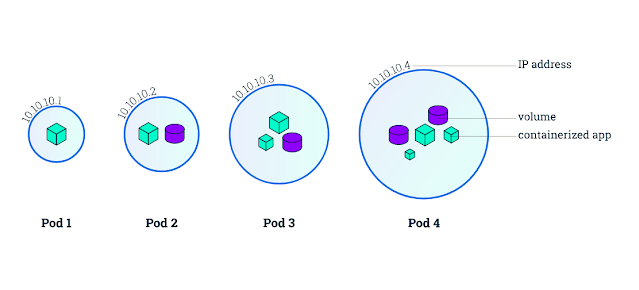 10.10.10.1
10.10.10.2
10.10.10.3
10.10.10.4
IP address
volume
containerized app
Pod 1
Pod 2
Pod 3
Pod 4